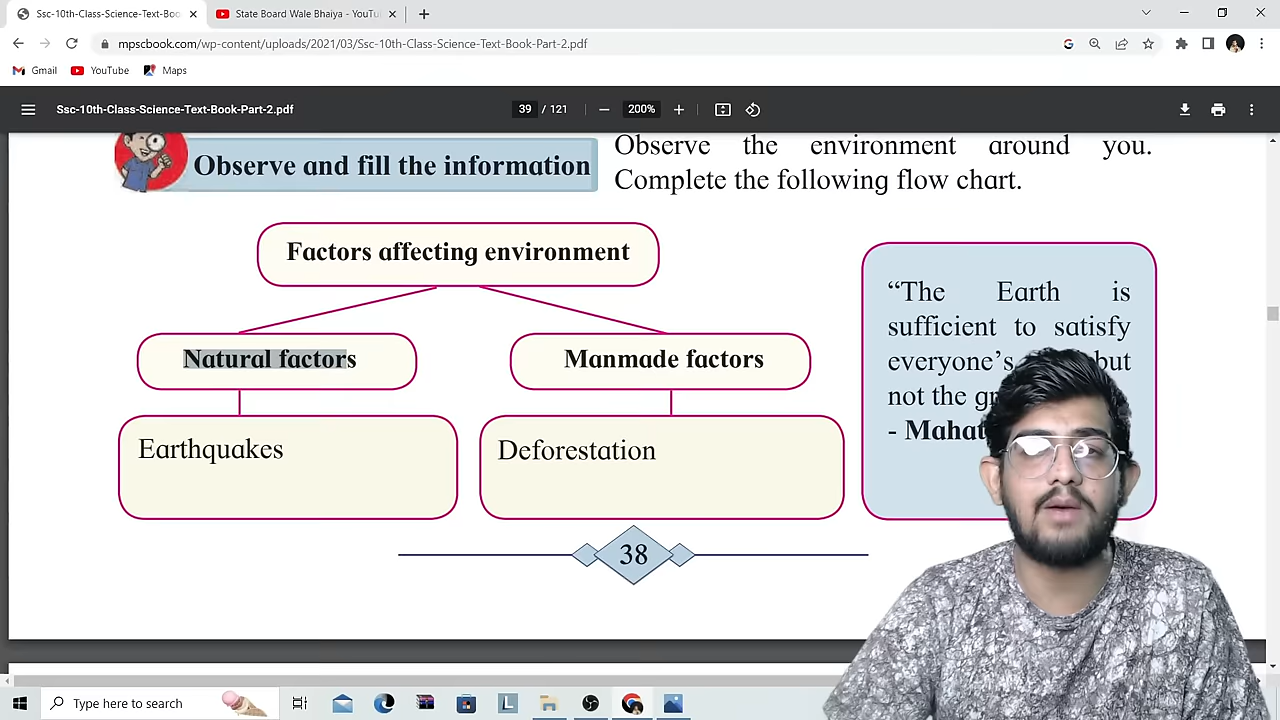 Ssc-10th-Class-Science-Text-Boo
State Board Wale Bhaiya - YouTu
mpscbook.com/wp-content/uploads/2021/03/Ssc-10th-Class-Science-Text-Book-Part-2.pdf
Gmail
YouTube
Maps
Ssc-10th-Class-Science-Text-Book-Part-2.pdf
39 / 121
200%
Observe and fill the information
Observe the environment around you.
Complete the following flow chart.
Factors affecting environment
Natural factors
Manmade factors
Earthquakes
Deforestation
“The Earth is
sufficient to satisfy
everyone’s but
not the
- 
38
Type here to search